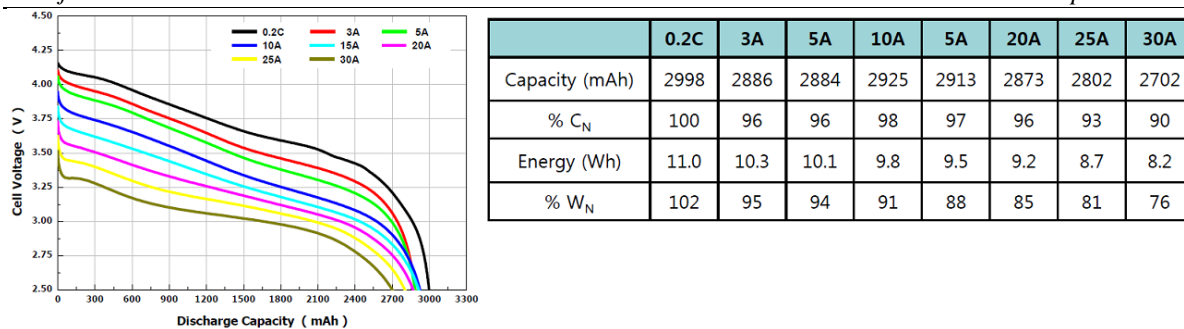 4.50
4.25
4.00
3.75
3.50
3.25
3.00
2.75
2.50
Cell Voltage ( V )
0.2C 3A 5A
10A 15A 20A
25A 30A
0 300 600 900 1200 1500 1800 2100 2400 2700 3000 3300
Discharge Capacity ( mAh )
0.2C 3A 5A 10A 5A 20A 25A 30A
Capacity (mAh) 2998 2886 2884 2925 2913 2873 2802 2702
% CN 100 96 96 98 97 96 93 90
Energy (Wh) 11.0 10.3 10.1 9.8 9.5 9.2 8.7 8.2
% WN 102 95 94 91 88 85 81 76